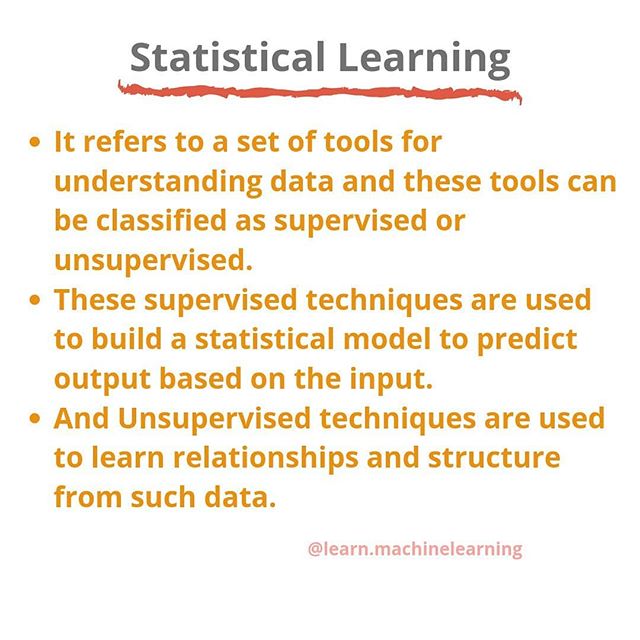 Statistical Learning
• It refers to a set of tools for
understanding data and these tools can
be classified as supervised or
unsupervised.
• These supervised techniques are used
to build a statistical model to predict
output based on the input.
• And Unsupervised techniques are used
to learn relationships and structure
from such data.
@learn.machinelearning